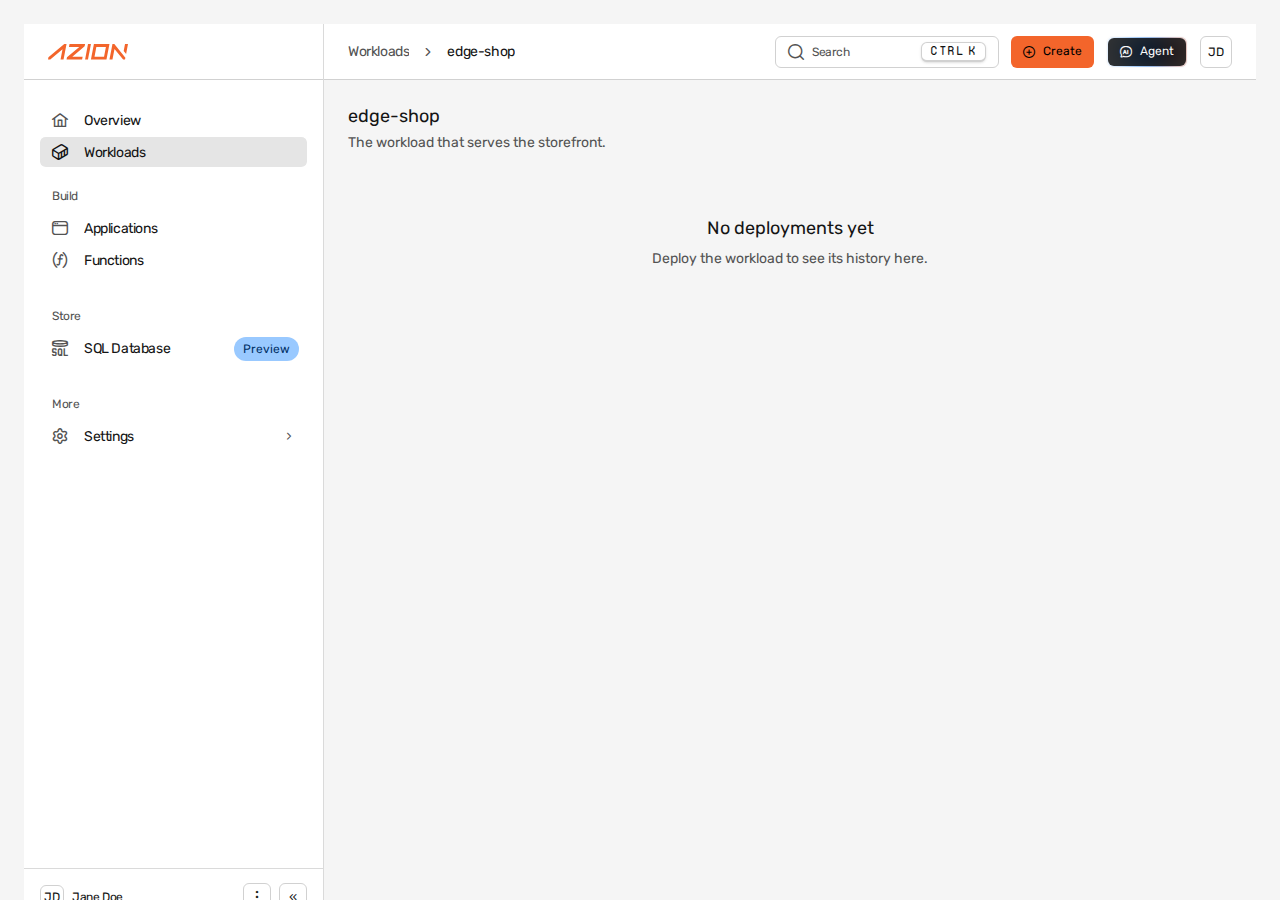 AZION
Workloads > edge-shop
Search
CTRL K
Create
AI Agent
JD
Overview
Workloads
Build
Applications
Functions
Store
SQL SQL Database
Preview
More
Settings
edge-shop
The workload that serves the storefront.
No deployments yet
Deploy the workload to see its history here.
JD Jane Doe
«